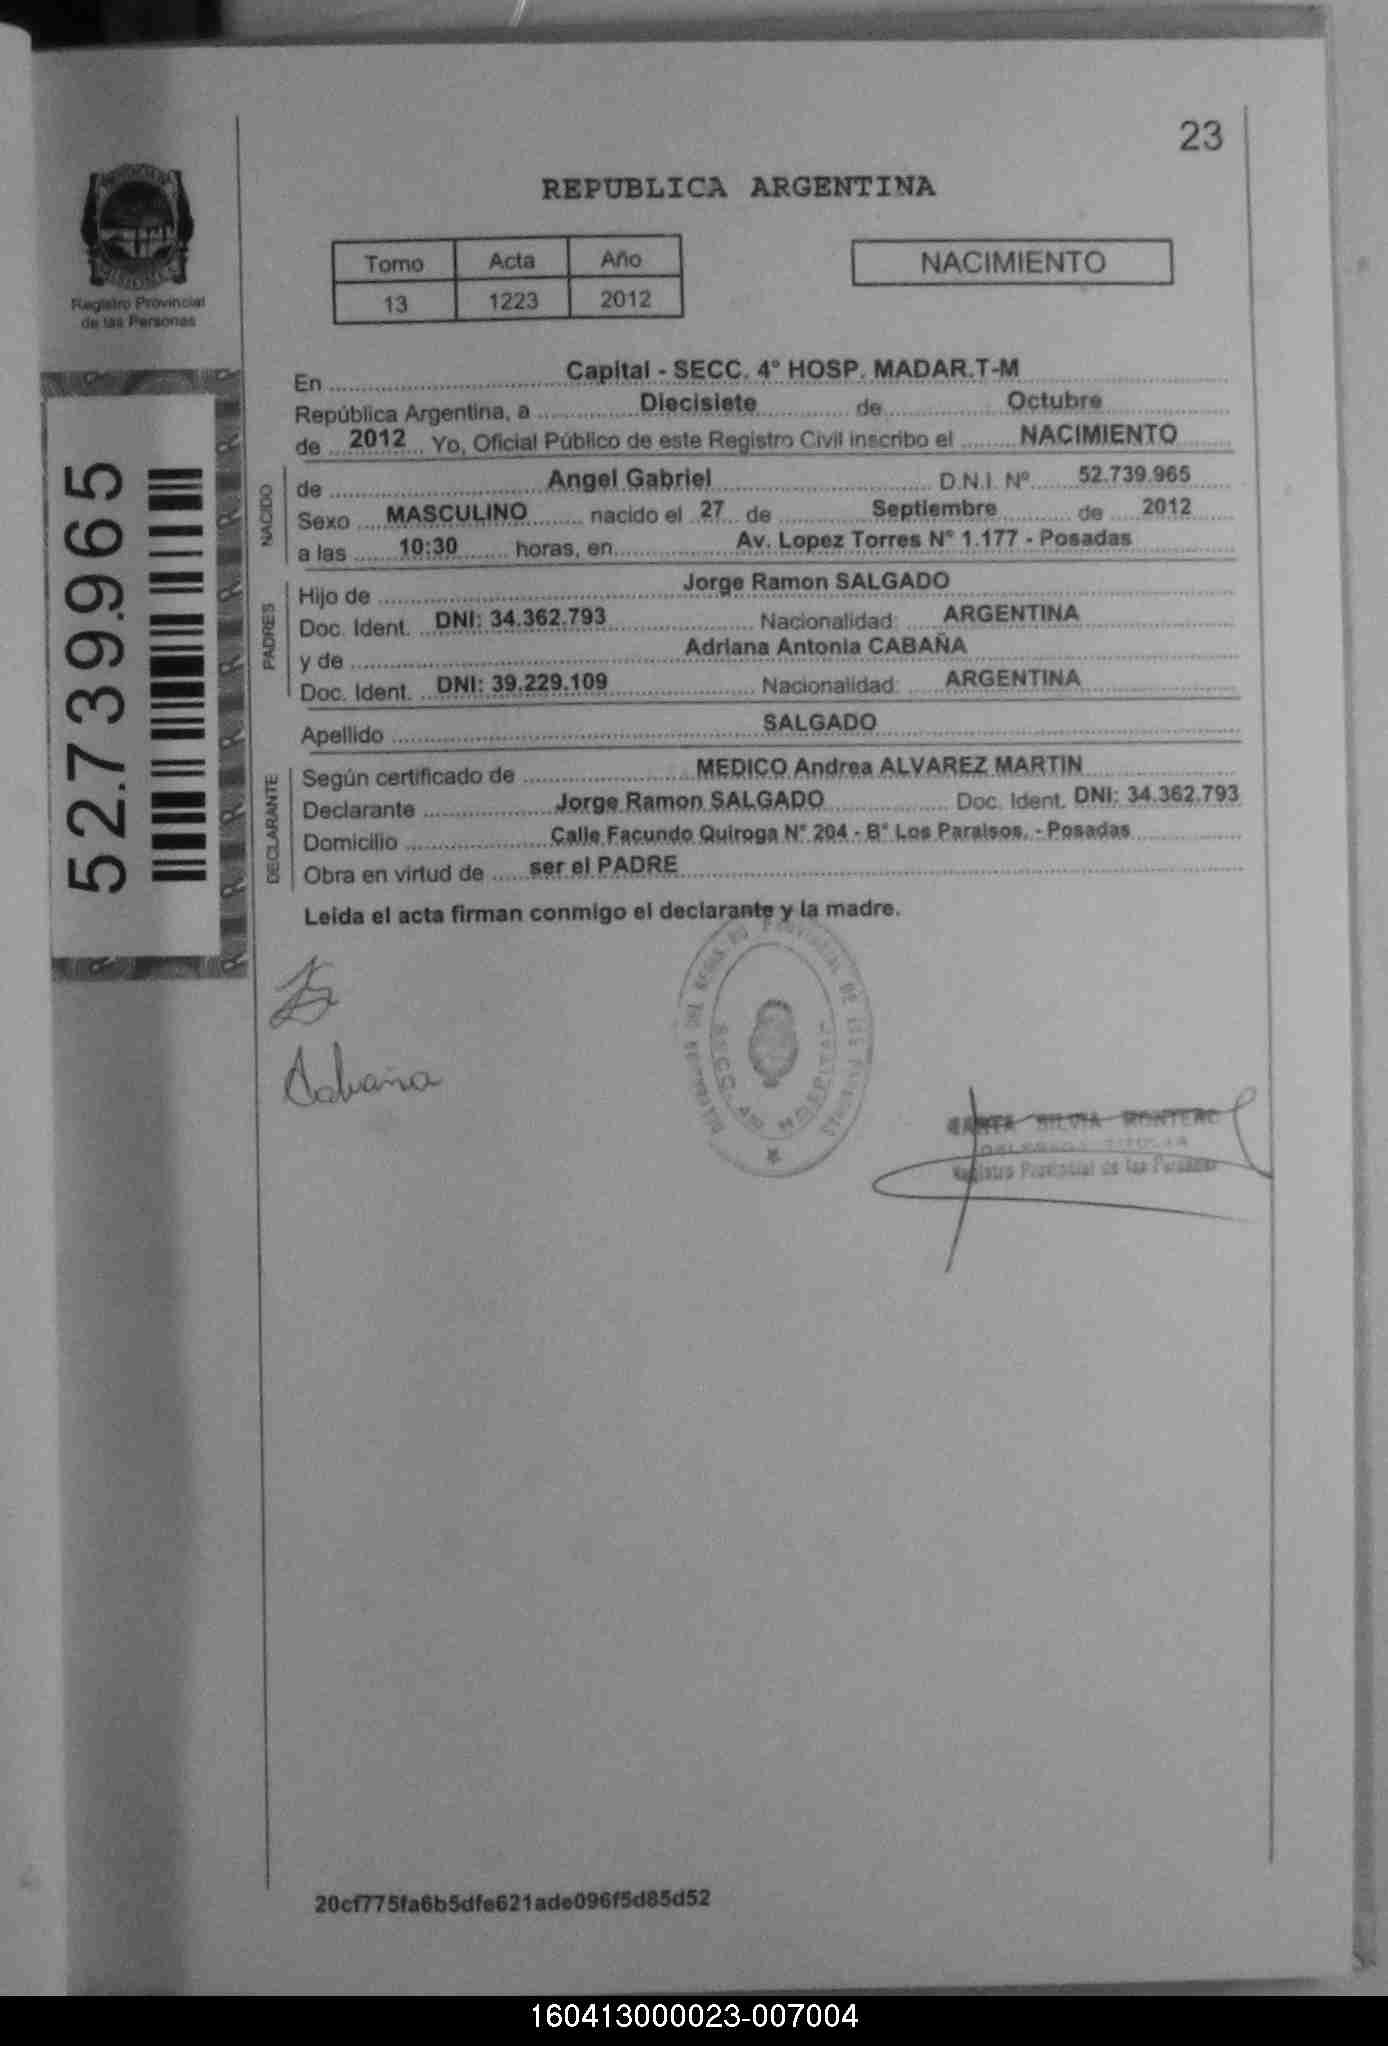 23
REPUBLICA ARGENTINA
Registro Provincial
de las Personas
Tomo Acta Año
13 1223 2012
NACIMIENTO
52.739.965
En Capital - SECC. 4° HOSP. MADAR.T-M
República Argentina, a Diecisiete de Octubre
de 2012 Yo, Oficial Público de este Registro Civil inscribo el NACIMIENTO
NACIDO
de Angel Gabriel D.N.I. Nº 52.739.965
Sexo MASCULINO nacido el 27 de Septiembre de 2012
a las 10:30 horas, en Av. Lopez Torres N° 1.177 - Posadas
PADRES
Hijo de Jorge Ramon SALGADO
Doc. Ident. DNI: 34.362.793 Nacionalidad: ARGENTINA
y de Adriana Antonia CABAÑA
Doc. Ident. DNI: 39.229.109 Nacionalidad: ARGENTINA
Apellido SALGADO
DECLARANTE
Según certificado de MEDICO Andrea ALVAREZ MARTIN
Declarante Jorge Ramon SALGADO Doc. Ident. DNI: 34.362.793
Domicilio Calle Facundo Quiroga N° 204 - B° Los Paraisos. - Posadas
Obra en virtud de ser el PADRE
Leida el acta firman conmigo el declarante y la madre.
Cabaña
HOSPITAL
SILVIA MONTERO
Registro Provincial de las Personas
20cf775fa6b5dfe621ade096f5d85d52
160413000023-007004